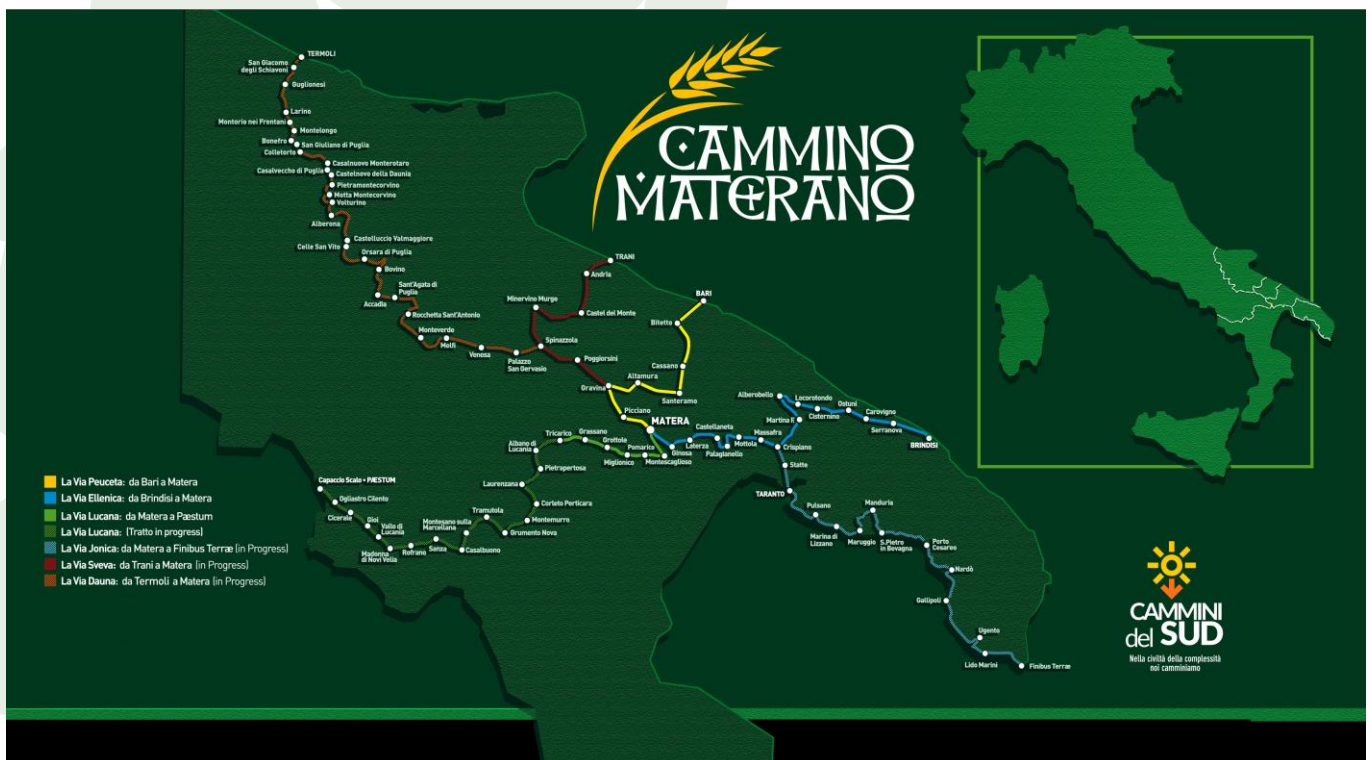 CAMMINO
MATERANO
TERMOLI
San Giacomo
degli Schiavoni
Guglionesi
Larino
Montorio nei Frentani
Montelongo
Bonefro
San Giuliano di Puglia
Colletorto
Casalnuovo Monterotaro
Casalvecchio di Puglia
Castelnovo della Daunia
Pietramontecorvino
Motta Montecorvino
Volturino
Alberona
Castelluccio Valmaggiore
Celle San Vito
Orsara di Puglia
Bovino
Sant'Agata di
Puglia
Accadia
Rocchetta Sant'Antonio
Monteverde
Melfi
Venosa
Palazzo
San Gervasio
Spinazzola
Minervino Murge
TRANI
Andria
Castel del Monte
Poggiorsini
BARI
Bitetto
Cassano
Altamura
Santeramo
Gravina
Picciano
MATERA
Alberobello
Locorotondo
Cisternino
Ostuni
Carovigno
Serranova
BRINDISI
Martina F.
Castellaneta
Massafra
Crispiano
Ginosa
Laterza
Palagianello
Mottola
Statte
TARANTO
Tricarico
Grassano
Grottole
Pomarico
Miglionico
Montescaglioso
Albano di
Lucania
Pietrapertosa
Laurenzana
Corleto Perticara
Montemurro
Grumento Nova
Tramutola
Montesano sulla
Marcellana
Casalbuono
Sanza
Rofrano
Vallo di
Lucania
Madonna
di Novi Velia
Gioi
Cicerale
Ogliastro Cilento
Capaccio Scalo • PÆSTUM
Pulsano
Marina di
Lizzano
Maruggio
Manduria
S.Pietro
in Bevagna
Porto
Cesareo
Nardò
Gallipoli
Ugento
Lido Marini
Finibus Terræ
La Via Peuceta: da Bari a Matera
La Via Ellenica: da Brindisi a Matera
La Via Lucana: da Matera a Pæstum
La Via Lucana: (Tratto in progress)
La Via Jonica: da Matera a Finibus Terræ (in Progress)
La Via Sveva: da Trani a Matera (in Progress)
La Via Dauna: da Termoli a Matera (in Progress)
CAMMINI
del SUD
Nella civiltà della complessità
noi camminiamo